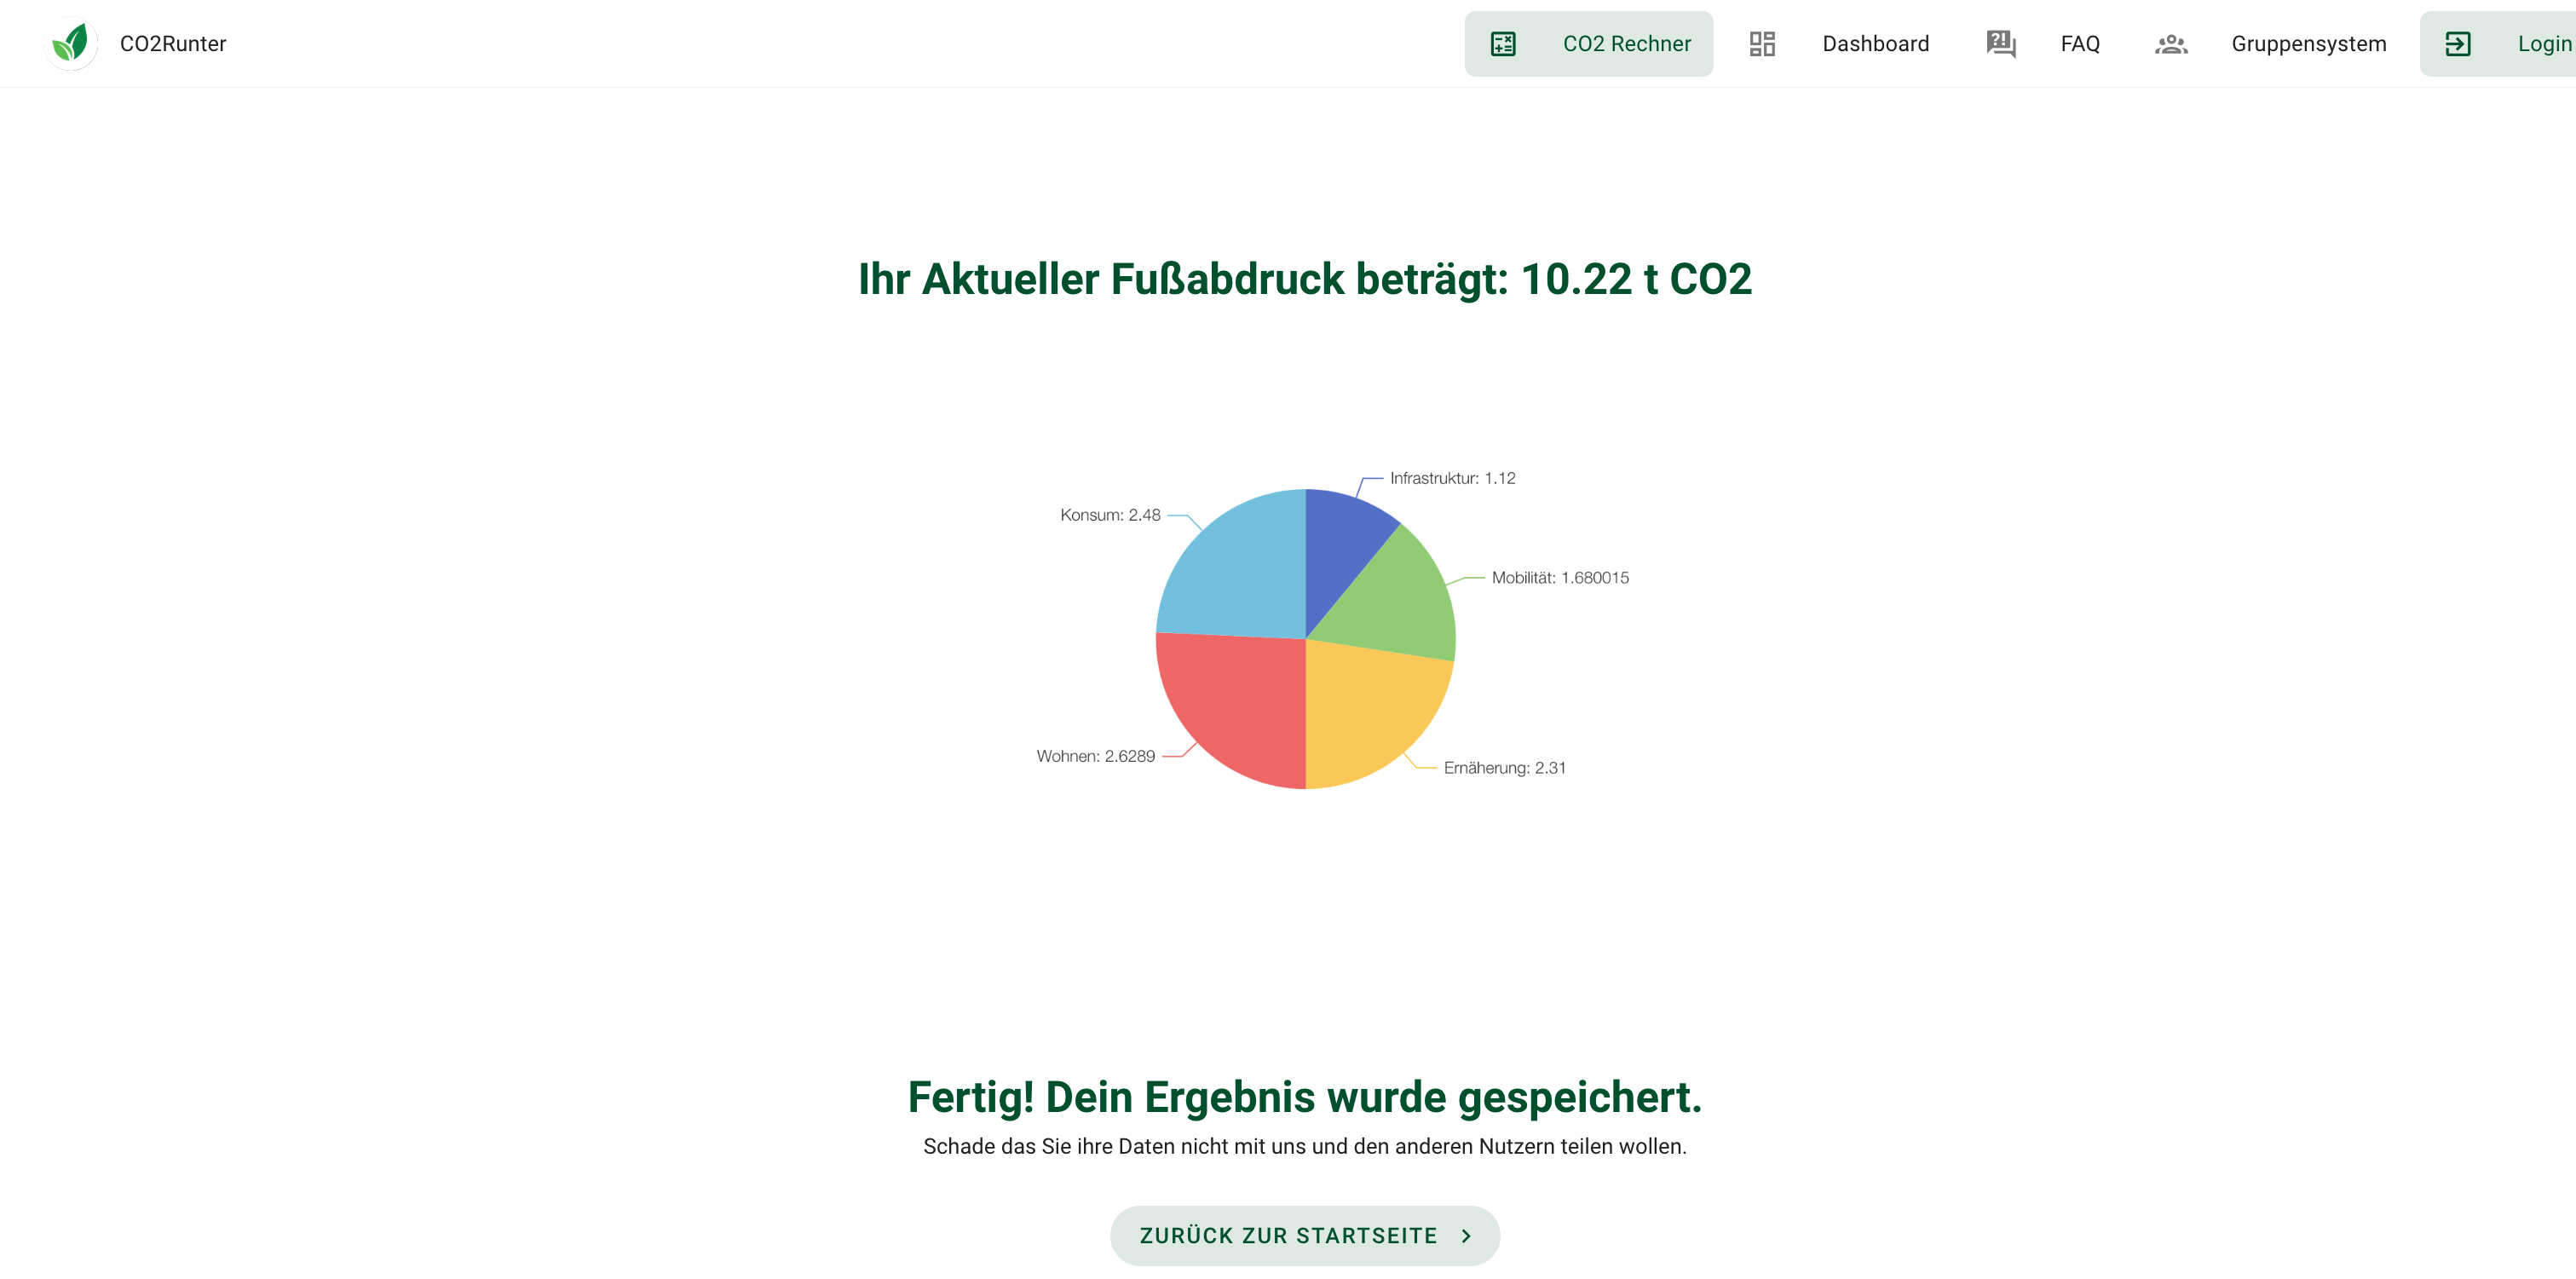 CO2Runter
CO2 Rechner
Dashboard
FAQ
Gruppensystem
Login
Ihr Aktueller Fußabdruck beträgt: 10.22 t CO2
Infrastruktur: 1.12
Konsum: 2.48
Mobilität: 1.680015
Wohnen: 2.6289
Ernäherung: 2.31
Fertig! Dein Ergebnis wurde gespeichert.
Schade das Sie ihre Daten nicht mit uns und den anderen Nutzern teilen wollen.
ZURÜCK ZUR STARTSEITE